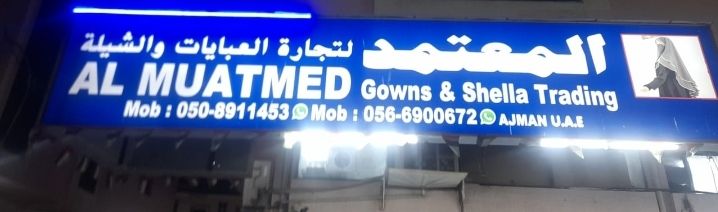 المعتمد لتجارة العبايات والشيلة
AL MUATMED Gowns & Shella Trading
Mob : 050-8911453 Mob : 056-6900672 AJMAN U.A.E